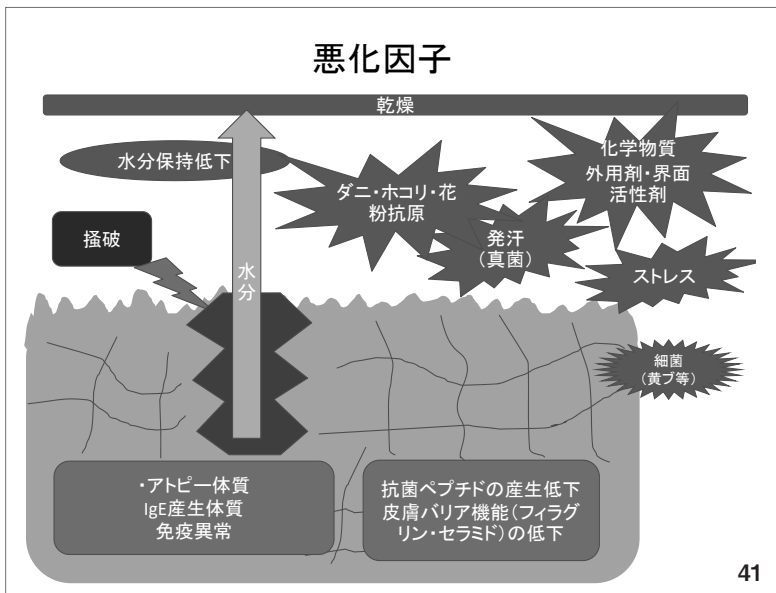 悪化因子
乾燥
水分保持低下
化学物質
外用剤・界面
活性剤
ダニ・ホコリ・花
粉抗原
掻破
発汗
(真菌)
水
分
ストレス
細菌
(黄ブ等)
・アトピー体質
IgE産生体質
免疫異常
抗菌ペプチドの産生低下
皮膚バリア機能(フィラグ
リン・セラミド)の低下
41